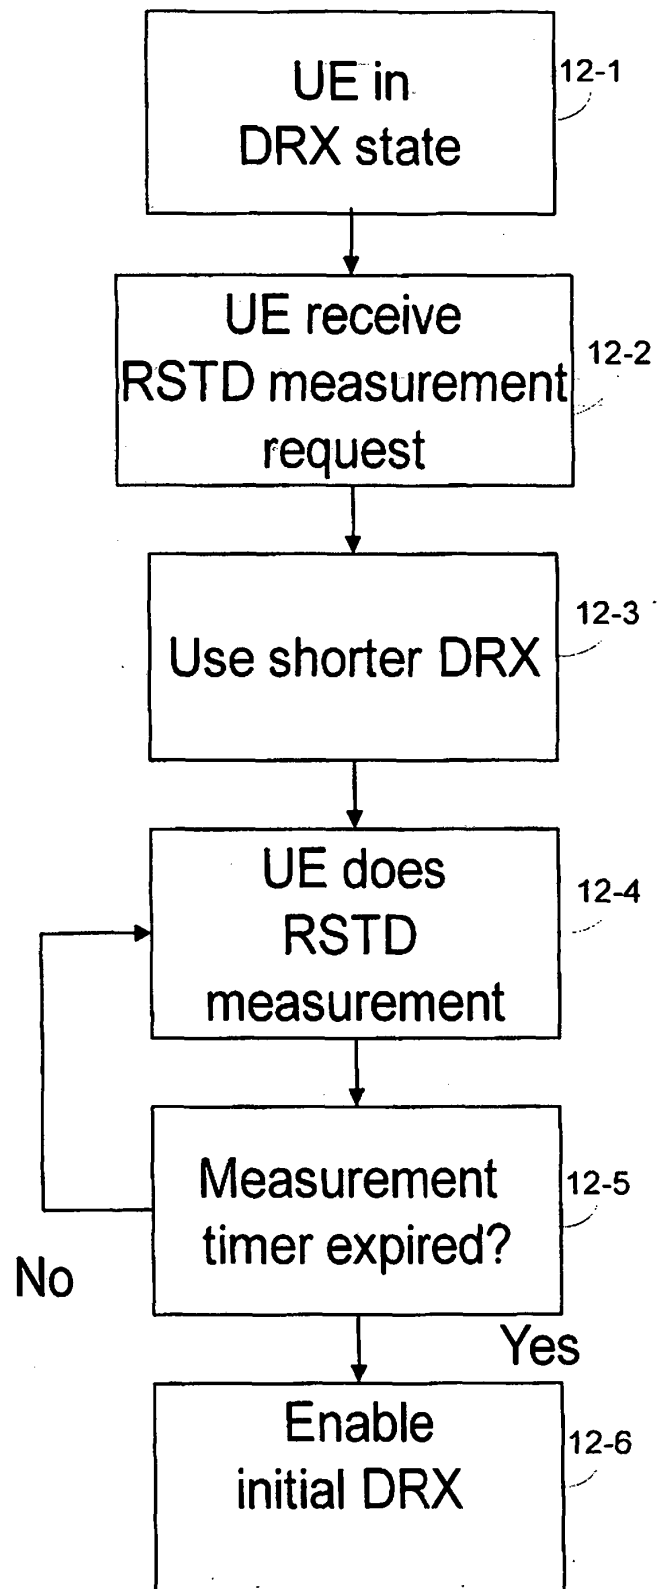 UE in
DRX state
12-1
UE receive
RSTD measurement
request
12-2
Use shorter DRX
12-3
UE does
RSTD
measurement
12-4
Measurement
timer expired?
12-5
No
Yes
Enable
initial DRX
12-6